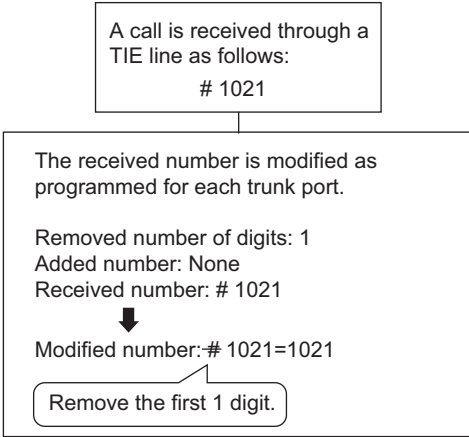 A call is received through a
TIE line as follows:
# 1021
The received number is modified as
programmed for each trunk port.
Removed number of digits: 1
Added number: None
Received number: # 1021
Modified number: # 1021=1021
Remove the first 1 digit.